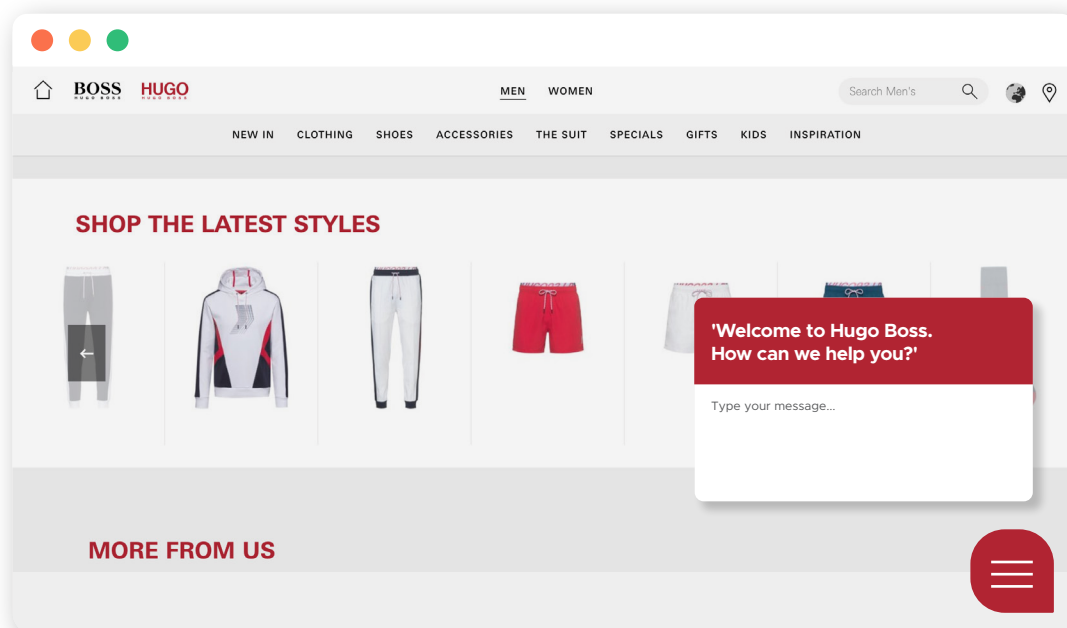 BOSS
HUGO BOSS
HUGO
HUGO BOSS
MEN WOMEN
Search Men's
NEW IN CLOTHING SHOES ACCESSORIES THE SUIT SPECIALS GIFTS KIDS INSPIRATION
SHOP THE LATEST STYLES
'Welcome to Hugo Boss.
How can we help you?'
Type your message...
MORE FROM US